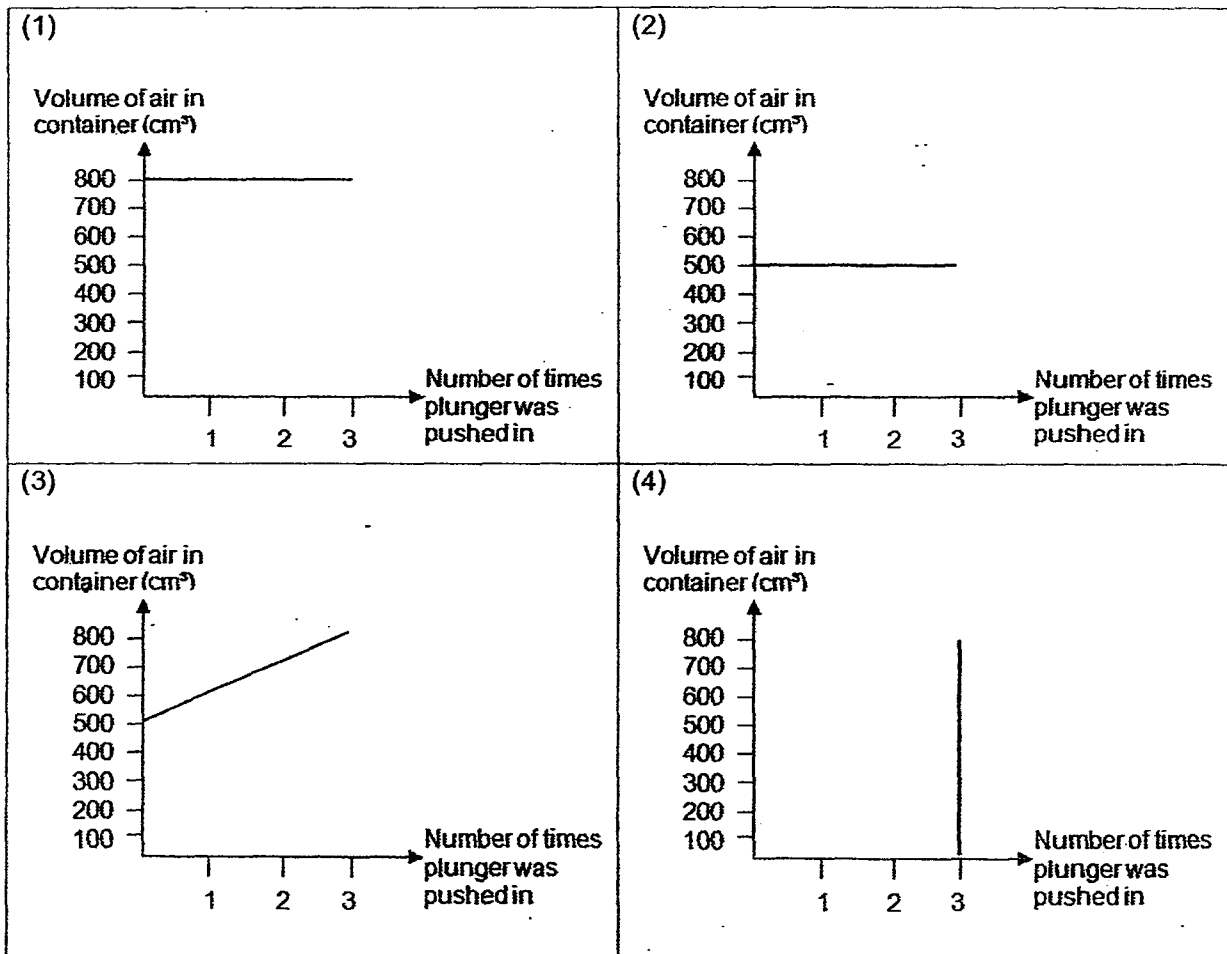 (1)
Volume of air in
container (cm³)
800
700
600
500
400
300
200
100
1 2 3
Number of times
plunger was
pushed in
(2)
Volume of air in
container (cm³)
800
700
600
500
400
300
200
100
1 2 3
Number of times
plunger was
pushed in
(3)
Volume of air in
container (cm³)
800
700
600
500
400
300
200
100
1 2 3
Number of times
plunger was
pushed in
(4)
Volume of air in
container (cm³)
800
700
600
500
400
300
200
100
1 2 3
Number of times
plunger was
pushed in